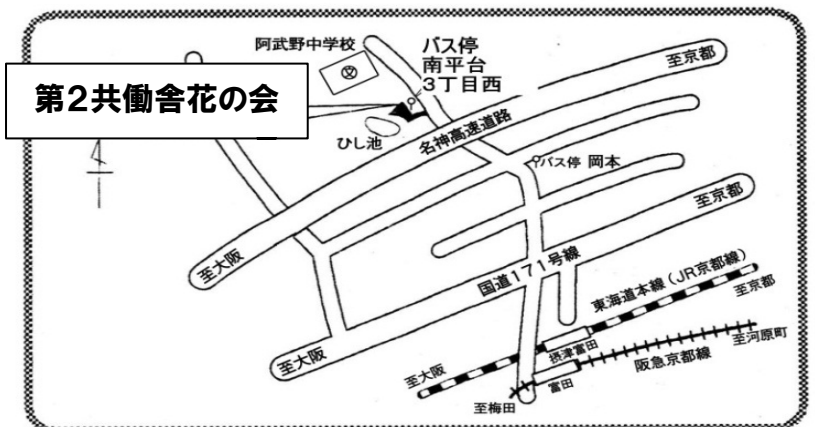 阿武野中学校
バス停
南平台
3丁目西
至京都
第2共働舎花の会
文
ひし池
名神高速道路
バス停 岡本
至京都
至大阪
国道171号線
東海道本線(JR京都線)
至京都
至大阪
摂津富田
至河原町
阪急京都線
至大阪
富田
至梅田